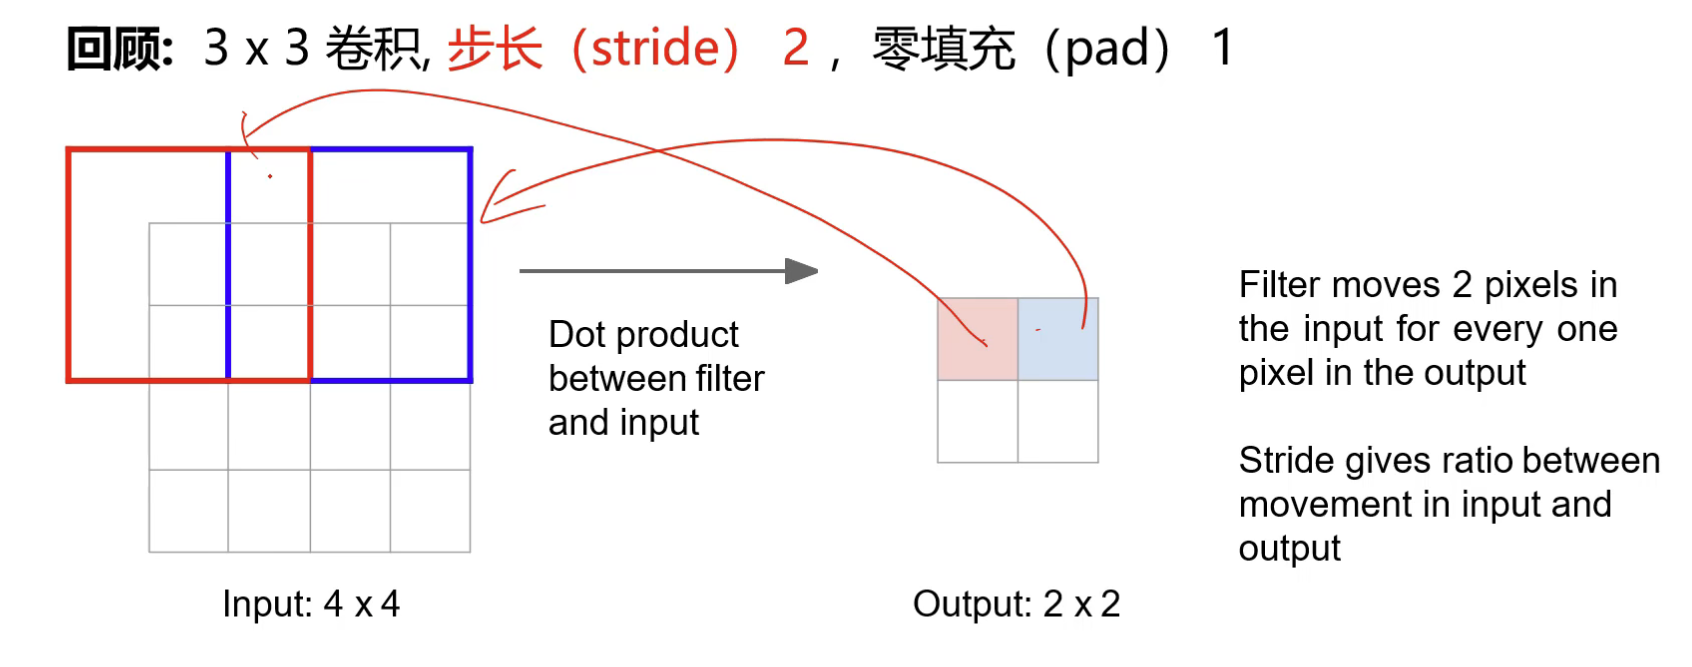 回顾: 3 x 3 卷积, 步长（stride） 2 ，零填充（pad） 1
Dot product
between filter
and input
Filter moves 2 pixels in
the input for every one
pixel in the output
Stride gives ratio between
movement in input and
output
Input: 4 x 4
Output: 2 x 2